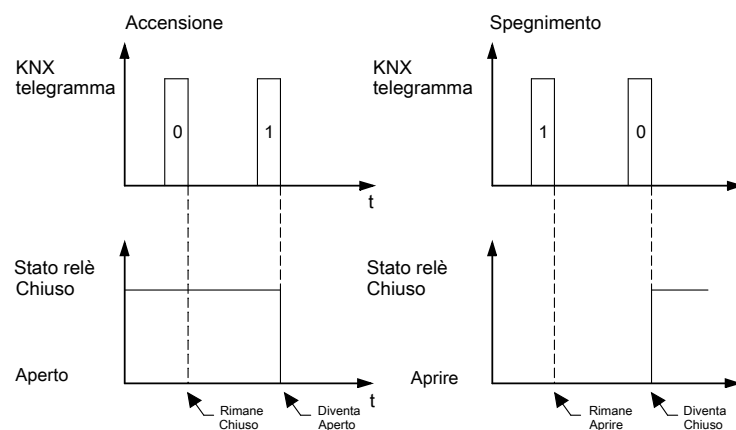 Accensione
KNX
telegramma
0
1
t
Stato relè
Chiuso
Aperto
t
Rimane
Chiuso
Diventa
Aperto
Spegnimento
KNX
telegramma
1
0
Stato relè
Chiuso
Aprire
Rimane
Aprire
Diventa
Chiuso